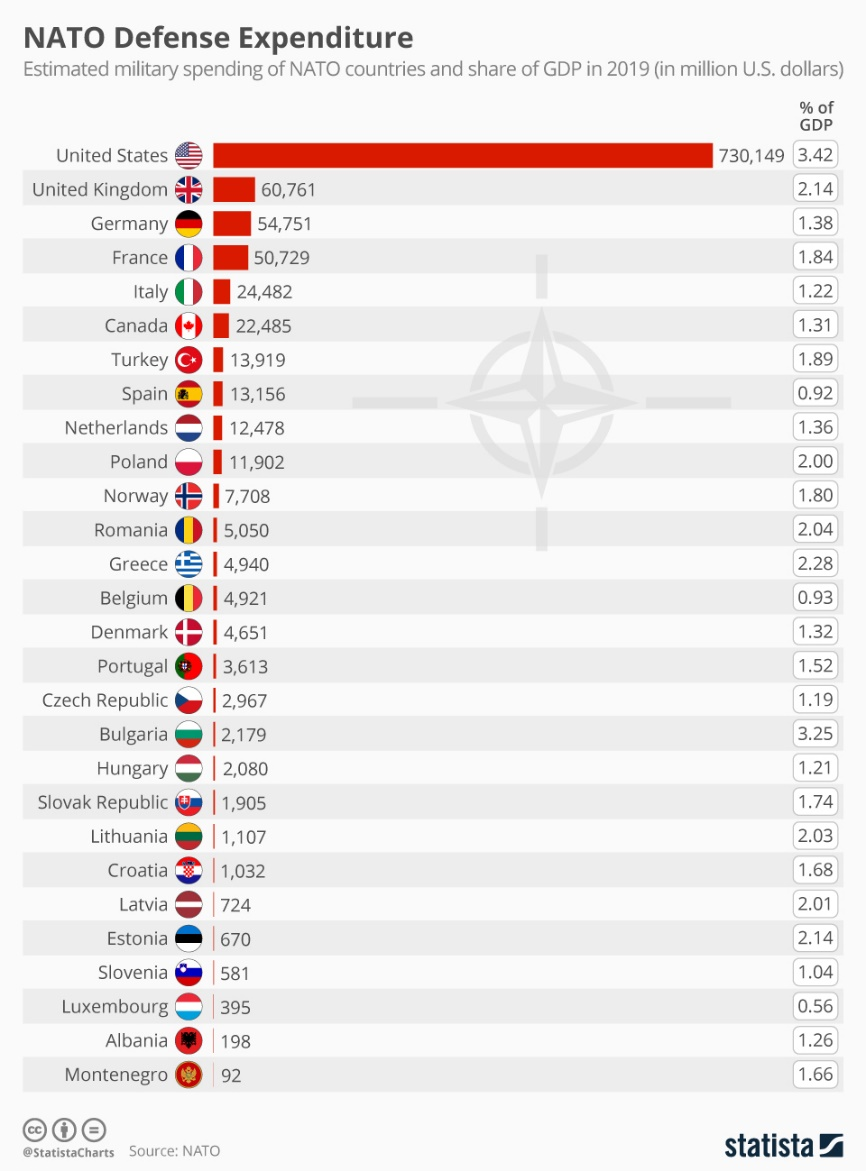 NATO Defense Expenditure
Estimated military spending of NATO countries and share of GDP in 2019 (in million U.S. dollars)
% of
GDP
United States 730,149 3.42
United Kingdom 60,761 2.14
Germany 54,751 1.38
France 50,729 1.84
Italy 24,482 1.22
Canada 22,485 1.31
Turkey 13,919 1.89
Spain 13,156 0.92
Netherlands 12,478 1.36
Poland 11,902 2.00
Norway 7,708 1.80
Romania 5,050 2.04
Greece 4,940 2.28
Belgium 4,921 0.93
Denmark 4,651 1.32
Portugal 3,613 1.52
Czech Republic 2,967 1.19
Bulgaria 2,179 3.25
Hungary 2,080 1.21
Slovak Republic 1,905 1.74
Lithuania 1,107 2.03
Croatia 1,032 1.68
Latvia 724 2.01
Estonia 670 2.14
Slovenia 581 1.04
Luxembourg 395 0.56
Albania 198 1.26
Montenegro 92 1.66
cc
@StatistaCharts Source: NATO
statista